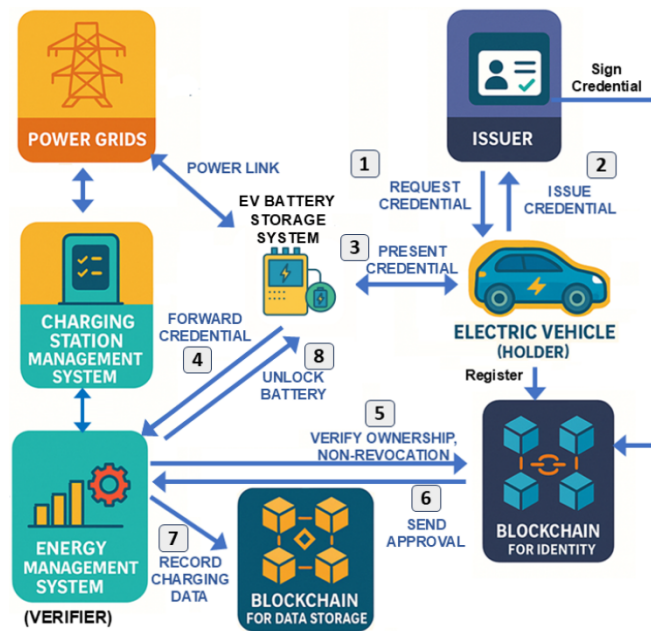 POWER GRIDS
ISSUER
Sign
Credential
POWER LINK
1
REQUEST
CREDENTIAL
2
ISSUE
CREDENTIAL
EV BATTERY
STORAGE
SYSTEM
3
PRESENT
CREDENTIAL
CHARGING
STATION
MANAGEMENT
SYSTEM
FORWARD
CREDENTIAL
4
8
UNLOCK
BATTERY
ELECTRIC VEHICLE
(HOLDER)
Register
5
VERIFY OWNERSHIP,
NON-REVOCATION
6
SEND
APPROVAL
BLOCKCHAIN
FOR IDENTITY
ENERGY
MANAGEMENT
SYSTEM
(VERIFIER)
7
RECORD
CHARGING
DATA
BLOCKCHAIN
FOR DATA STORAGE